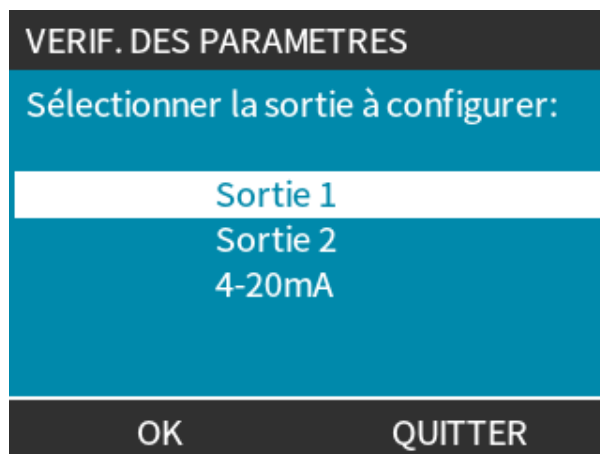 VERIF. DES PARAMETRES
Sélectionner la sortie à configurer:
Sortie 1
Sortie 2
4-20mA
OK QUITTER